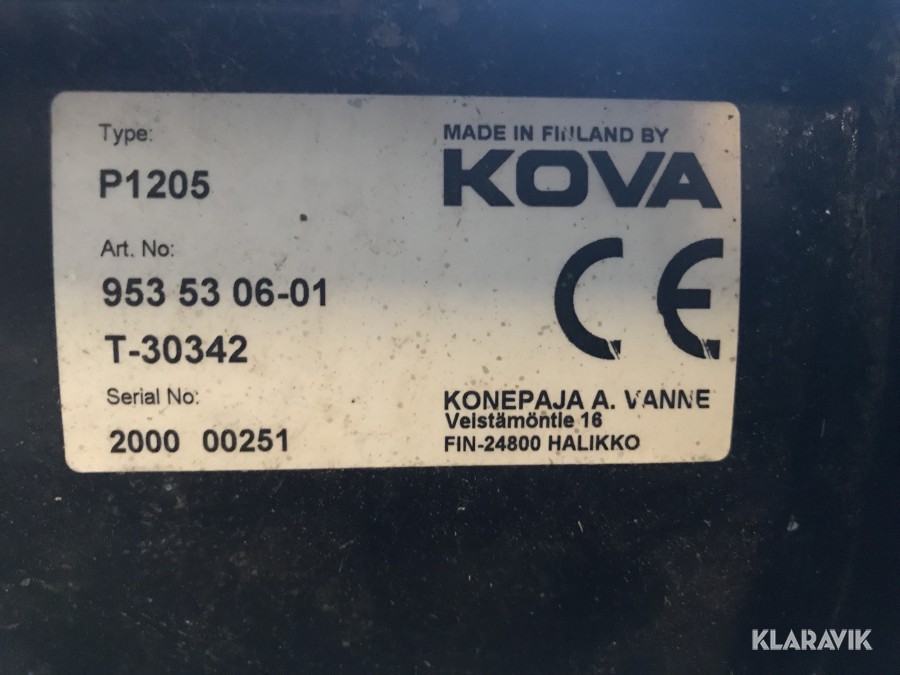 Type:
P1205
Art. No:
953 53 06-01
T-30342
Serial No:
2000 00251
MADE IN FINLAND BY
KOVA
CE
KONEPAJA A. VANNE
Veistämöntie 16
FIN-24800 HALIKKO
KLARAVIK